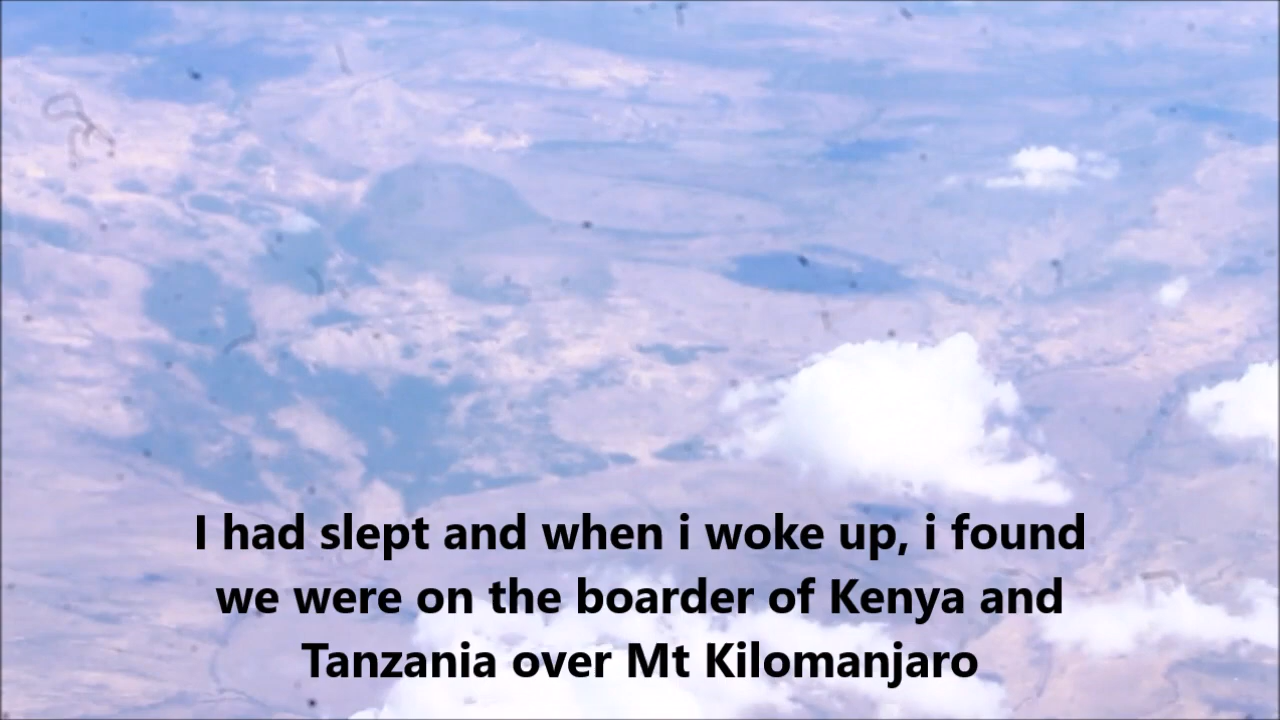 I had slept and when i woke up, i found
we were on the boarder of Kenya and
Tanzania over Mt Kilomanjaro